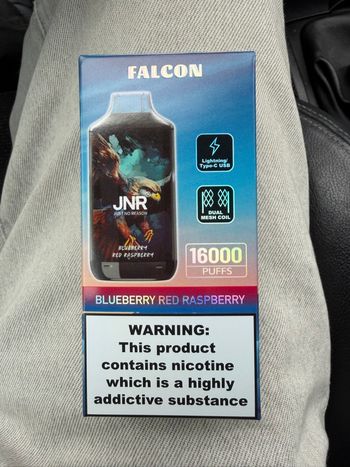 FALCON
Lightning/
Type-C USB
JNR
JUST NO REASON
DUAL
MESH COIL
BLUEBERRY
RED RASPBERRY
16000
PUFFS
BLUEBERRY RED RASPBERRY
WARNING:
This product
contains nicotine
which is a highly
addictive substance